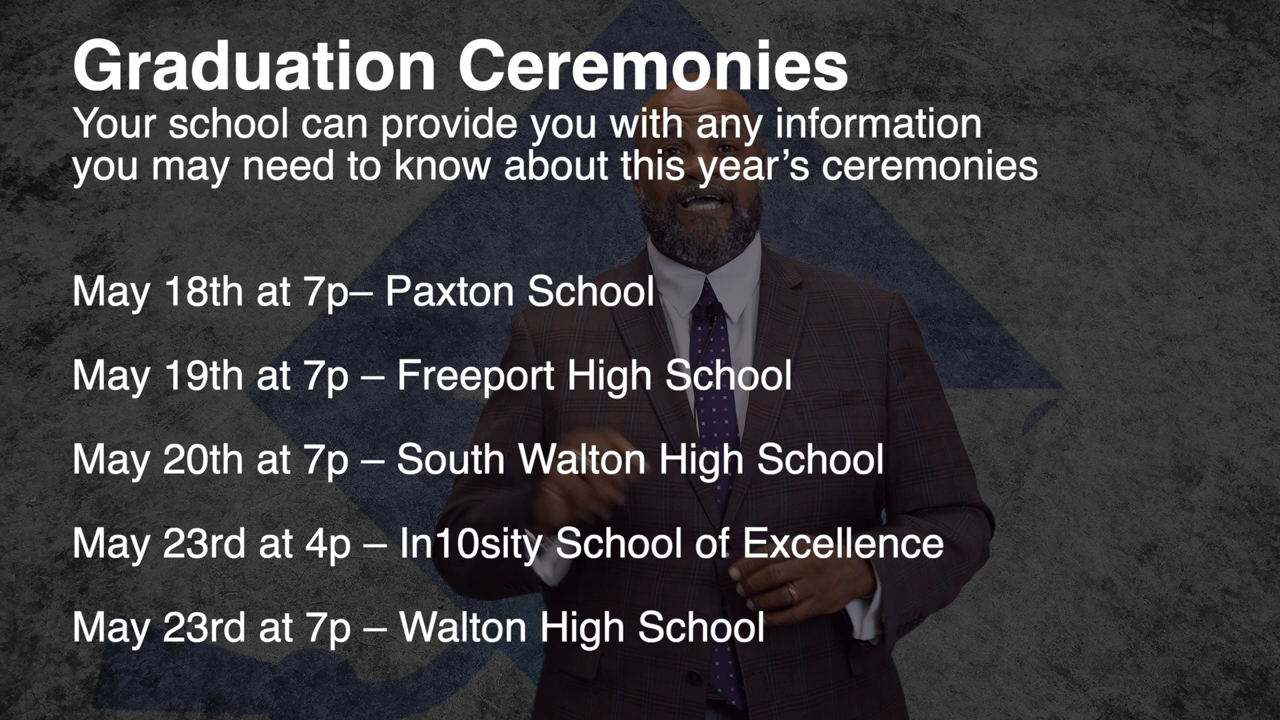 Graduation Ceremonies
Your school can provide you with any information
you may need to know about this year’s ceremonies
May 18th at 7p– Paxton School
May 19th at 7p – Freeport High School
May 20th at 7p – South Walton High School
May 23rd at 4p – In10sity School of Excellence
May 23rd at 7p – Walton High School